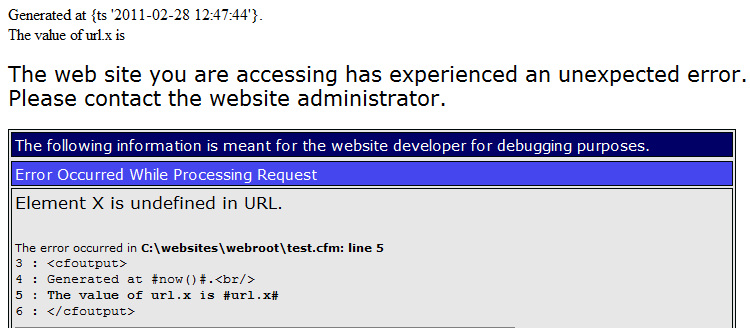 Generated at {ts '2011-02-28 12:47:44'}.
The value of url.x is
The web site you are accessing has experienced an unexpected error.
Please contact the website administrator.
The following information is meant for the website developer for debugging purposes.
Error Occurred While Processing Request
Element X is undefined in URL.
The error occurred in C:\websites\webroot\test.cfm: line 5
3 : <cfoutput>
4 : Generated at #now()#.<br/>
5 : The value of url.x is #url.x#
6 : </cfoutput>